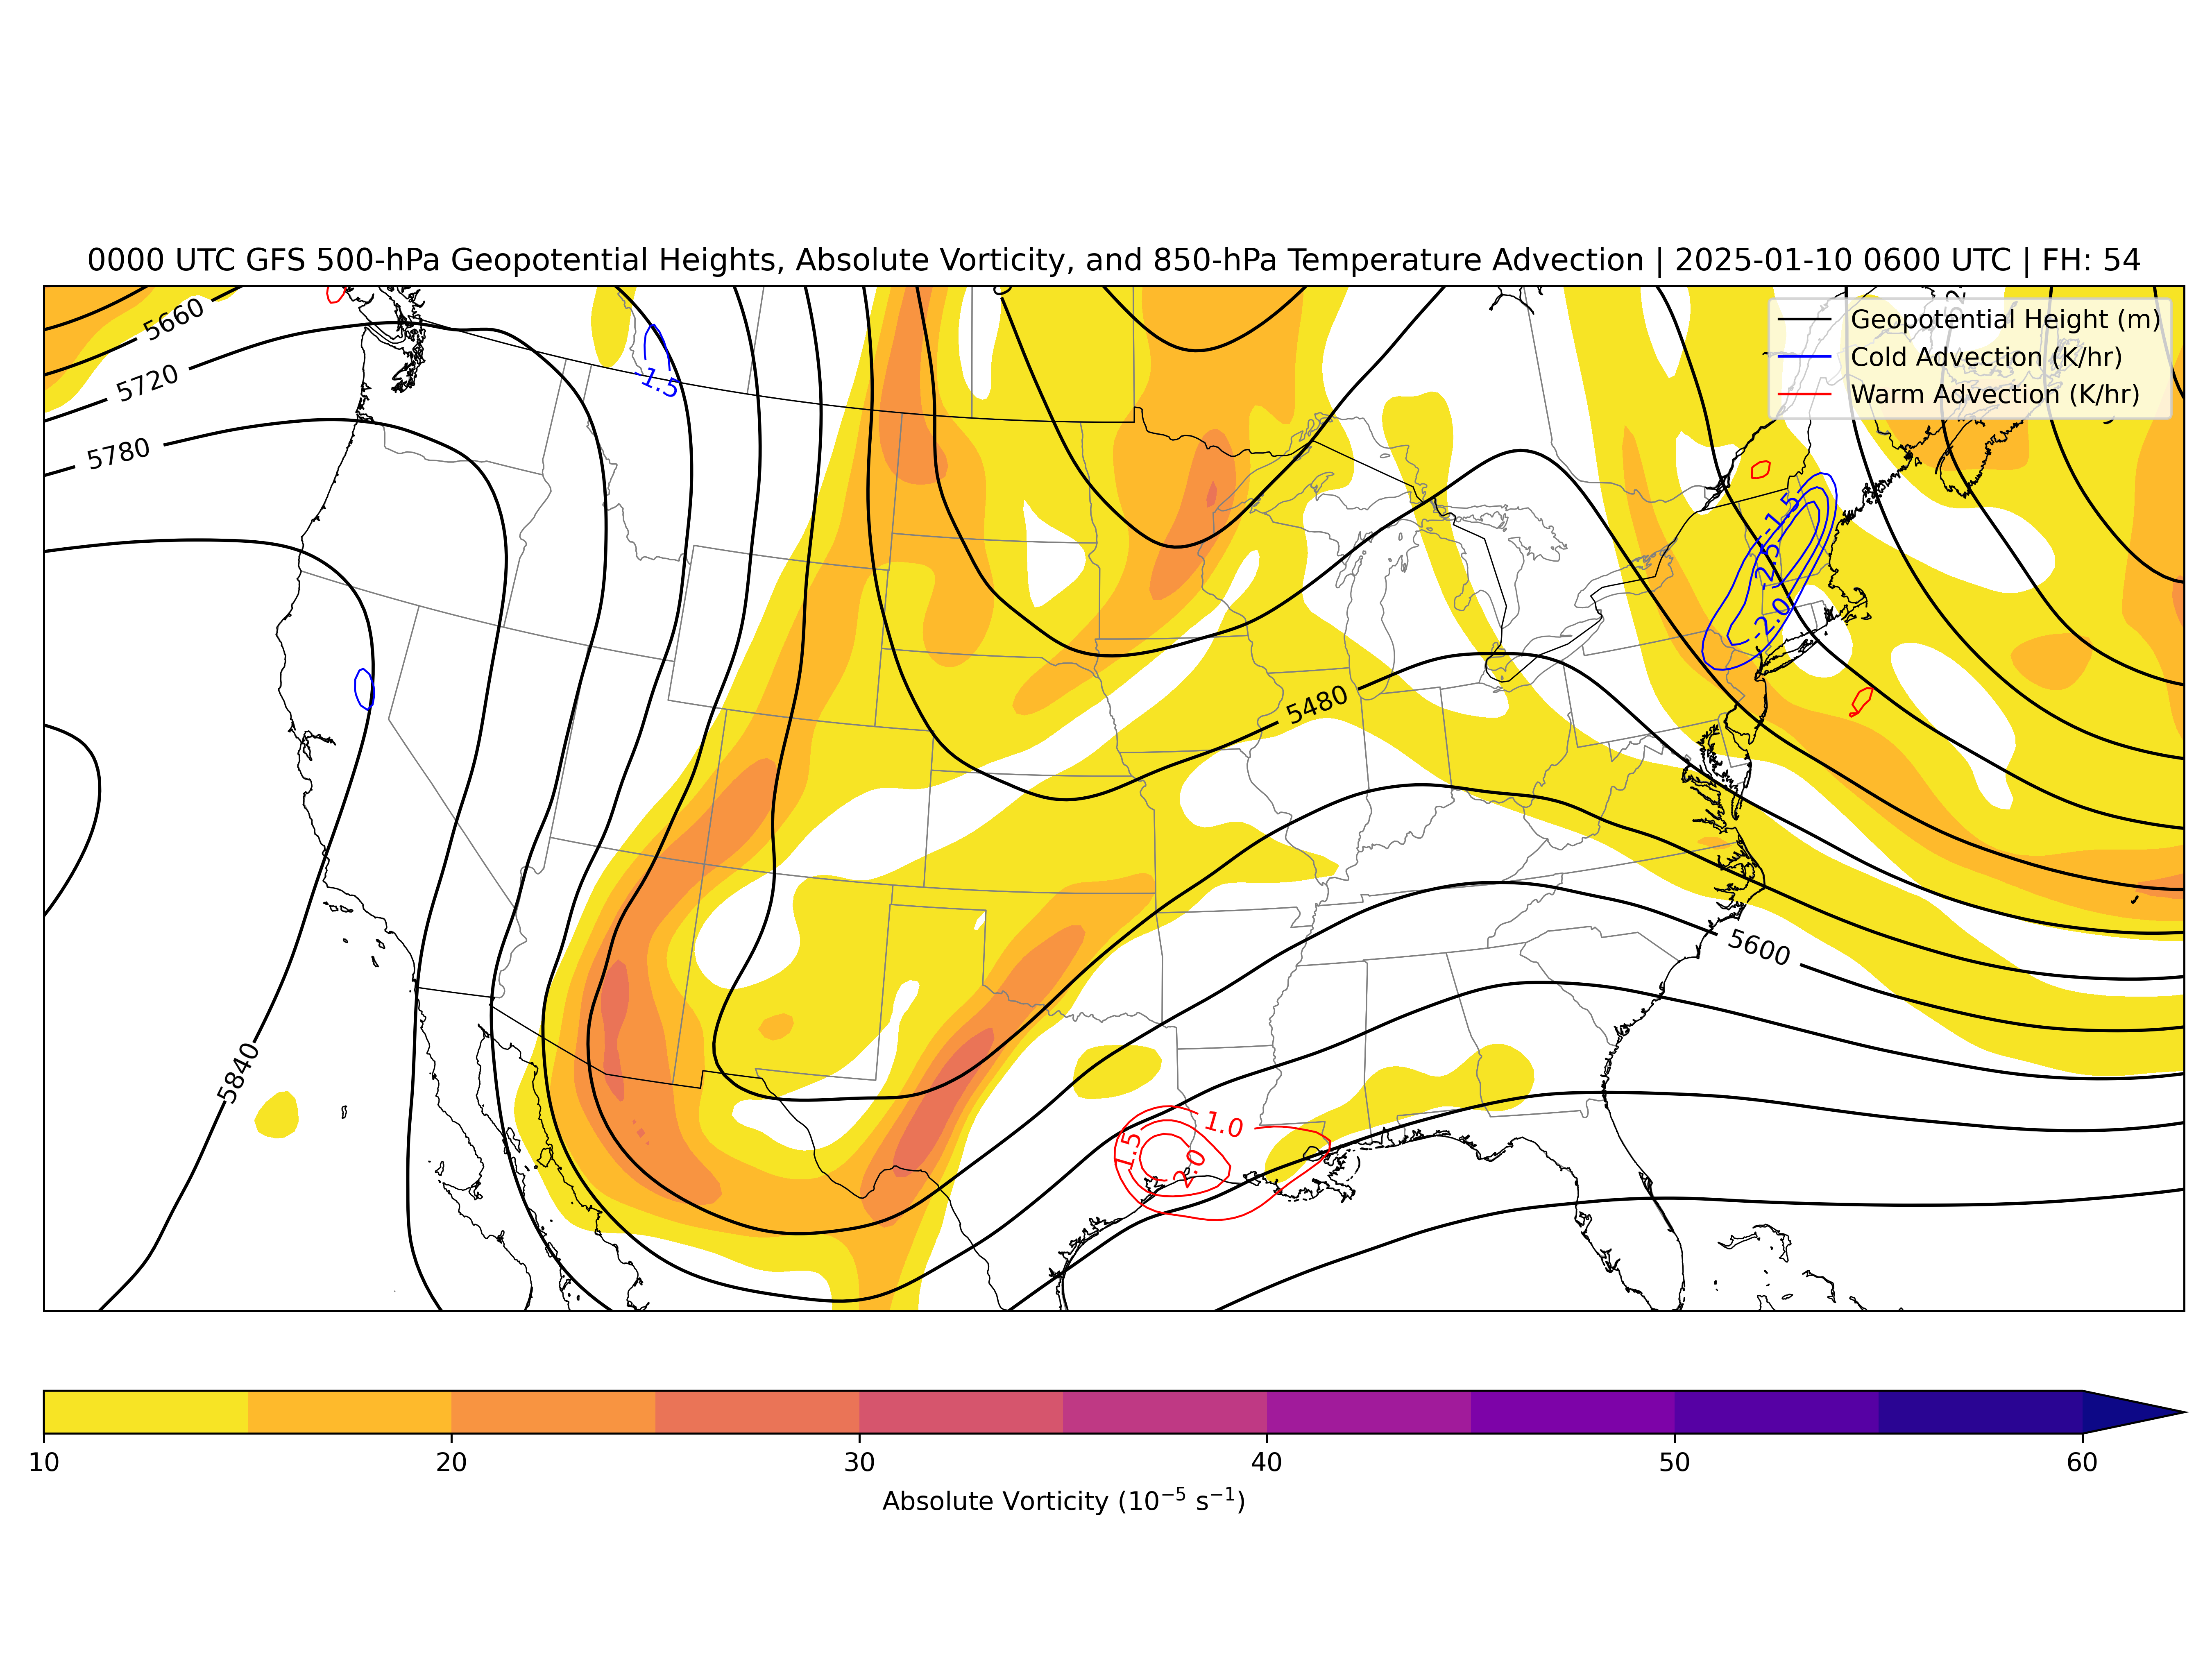 0000 UTC GFS 500-hPa Geopotential Heights, Absolute Vorticity, and 850-hPa Temperature Advection | 2025-01-10 0600 UTC | FH: 54
Geopotential Height (m)
Cold Advection (K/hr)
Warm Advection (K/hr)
5660
5720
5780
-1.5
-1.5
-2.5
-2.0
5480
5600
5840
1.0
1.5
2.0
10 20 30 40 50 60
Absolute Vorticity (10⁻⁵ s⁻¹)